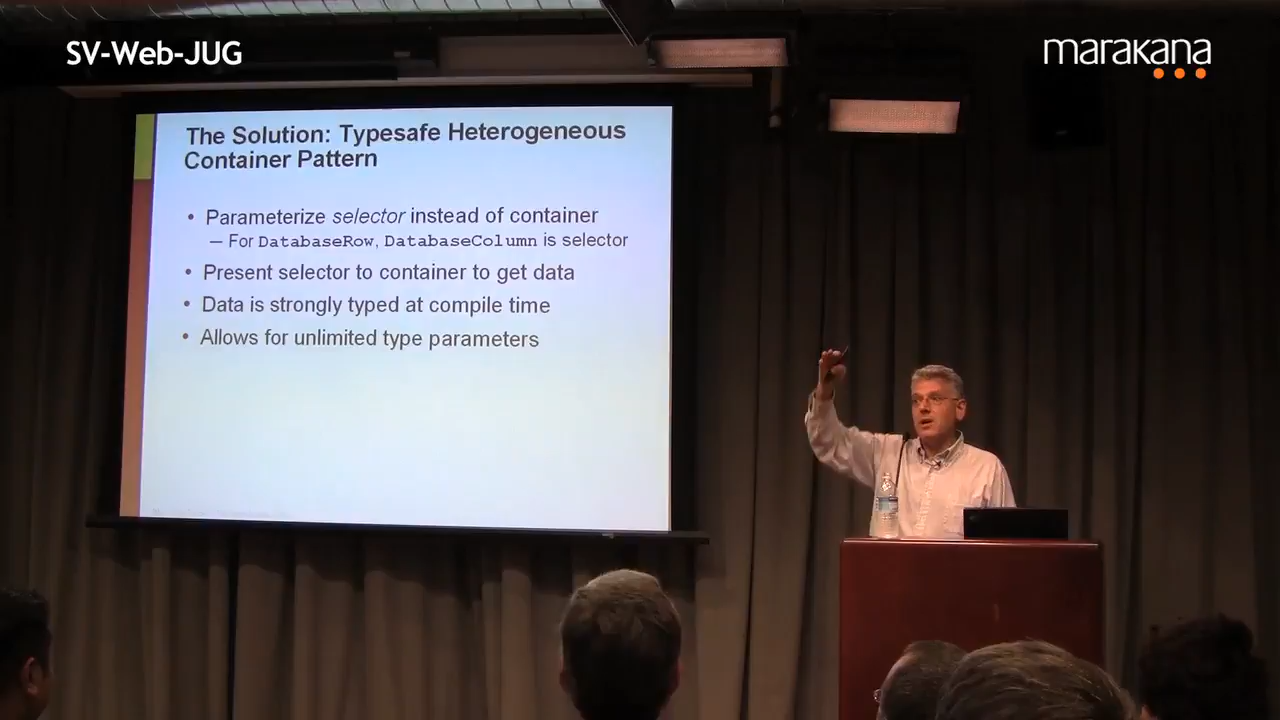 SV-Web-JUG
marakana
The Solution: Typesafe Heterogeneous
Container Pattern
• Parameterize selector instead of container
– For DatabaseRow, DatabaseColumn is selector
• Present selector to container to get data
• Data is strongly typed at compile time
• Allows for unlimited type parameters